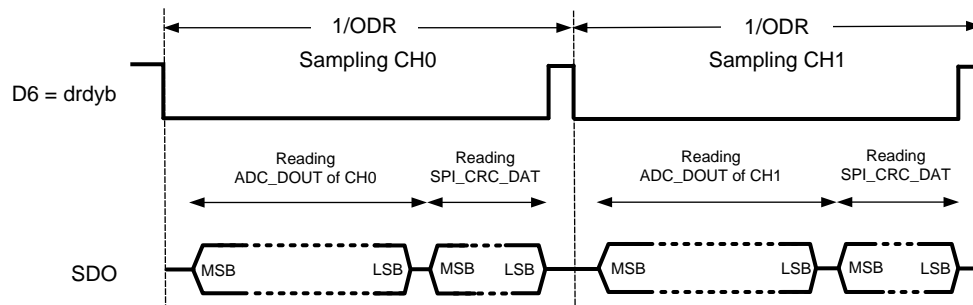 1/ODR
1/ODR
Sampling CH0
Sampling CH1
D6 = drdyb
Reading
ADC_DOUT of CH0
Reading
SPI_CRC_DAT
Reading
ADC_DOUT of CH1
Reading
SPI_CRC_DAT
SDO
MSB
LSB
MSB
LSB
MSB
LSB
MSB
LSB